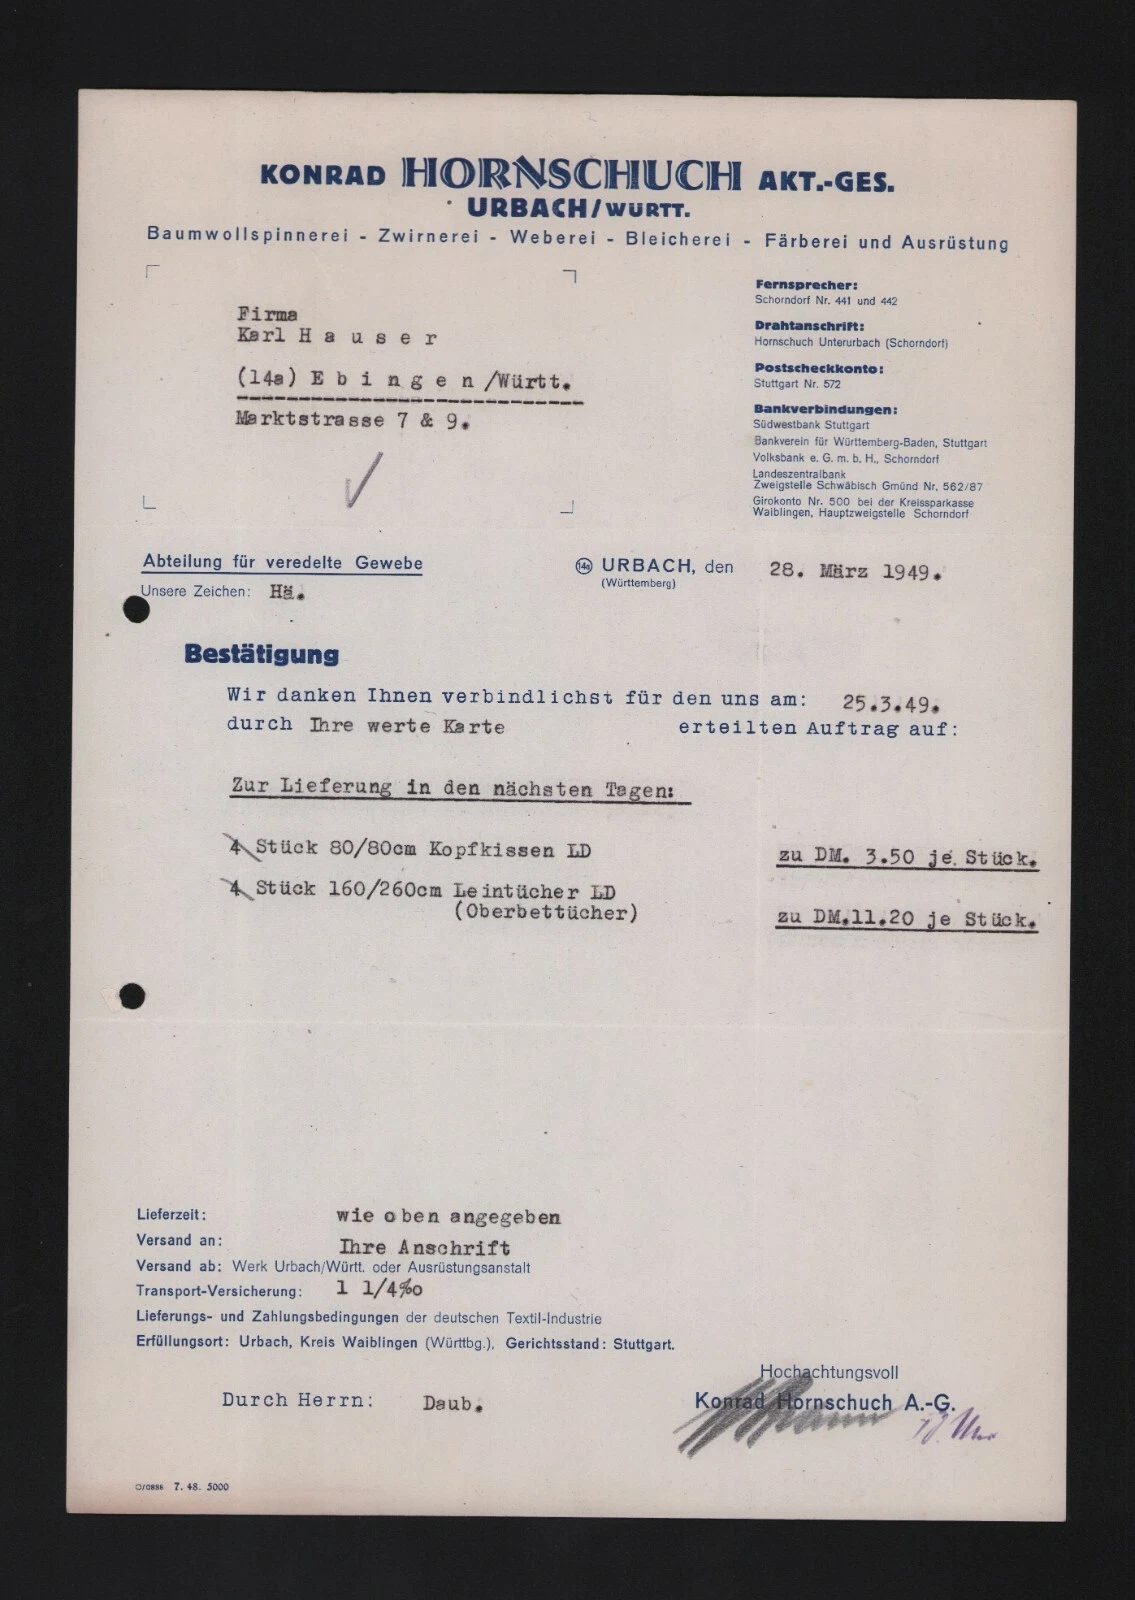 KONRAD HORNSCHUCH AKT.-GES.
URBACH/WÜRTT.
Baumwollspinnerei - Zwirnerei - Weberei - Bleicherei - Färberei und Ausrüstung
Firma
Karl H a u s e r
(14a) E b i n g e n /Württ.
Marktstrasse 7 & 9.
Fernsprecher:
Schorndorf Nr. 441 und 442
Drahtanschrift:
Hornschuch Unterurbach (Schorndorf)
Postscheckkonto:
Stuttgart Nr. 572
Bankverbindungen:
Südwestbank Stuttgart
Bankverein für Württemberg-Baden, Stuttgart
Volksbank e. G. m. b. H., Schorndorf
Landeszentralbank
Zweigstelle Schwäbisch Gmünd Nr. 562/87
Girokonto Nr. 500 bei der Kreissparkasse
Waiblingen, Hauptzweigstelle Schorndorf
Abteilung für veredelte Gewebe
Unsere Zeichen: Hä.
14a URBACH, den 28. März 1949.
(Württemberg)
Bestätigung
Wir danken Ihnen verbindlichst für den uns am: 25.3.49.
durch Ihre werte Karte erteilten Auftrag auf:
Zur Lieferung in den nächsten Tagen:
4 Stück 80/80cm Kopfkissen LD zu DM. 3.50 je Stück.
4 Stück 160/260cm Leintücher LD
(Oberbettücher) zu DM.11.20 je Stück.
Lieferzeit: wie oben angegeben
Versand an: Ihre Anschrift
Versand ab: Werk Urbach/Württ. oder Ausrüstungsanstalt
Transport-Versicherung: 1 1/4‰
Lieferungs- und Zahlungsbedingungen der deutschen Textil-Industrie
Erfüllungsort: Urbach, Kreis Waiblingen (Württbg.), Gerichtsstand: Stuttgart.
Hochachtungsvoll
Durch Herrn: Daub. Konrad Hornschuch A.-G.
7. 48. 5000